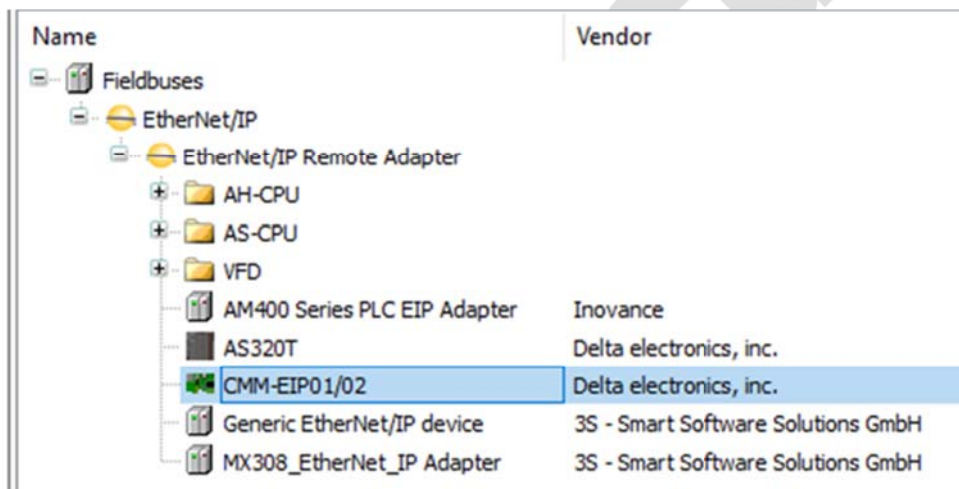 Name Vendor
Fieldbuses
EtherNet/IP
EtherNet/IP Remote Adapter
AH-CPU
AS-CPU
VFD
AM400 Series PLC EIP Adapter Inovance
AS320T Delta electronics, inc.
CMM-EIP01/02 Delta electronics, inc.
Generic EtherNet/IP device 3S - Smart Software Solutions GmbH
MX308_EtherNet_IP Adapter 3S - Smart Software Solutions GmbH